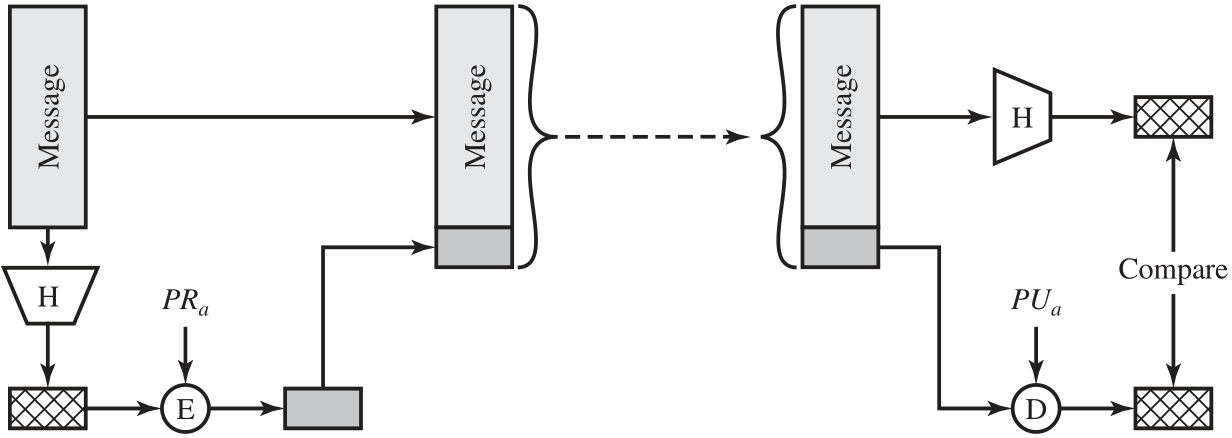 Message
Message
Message
H
H
Compare
PRa
PUa
E
D